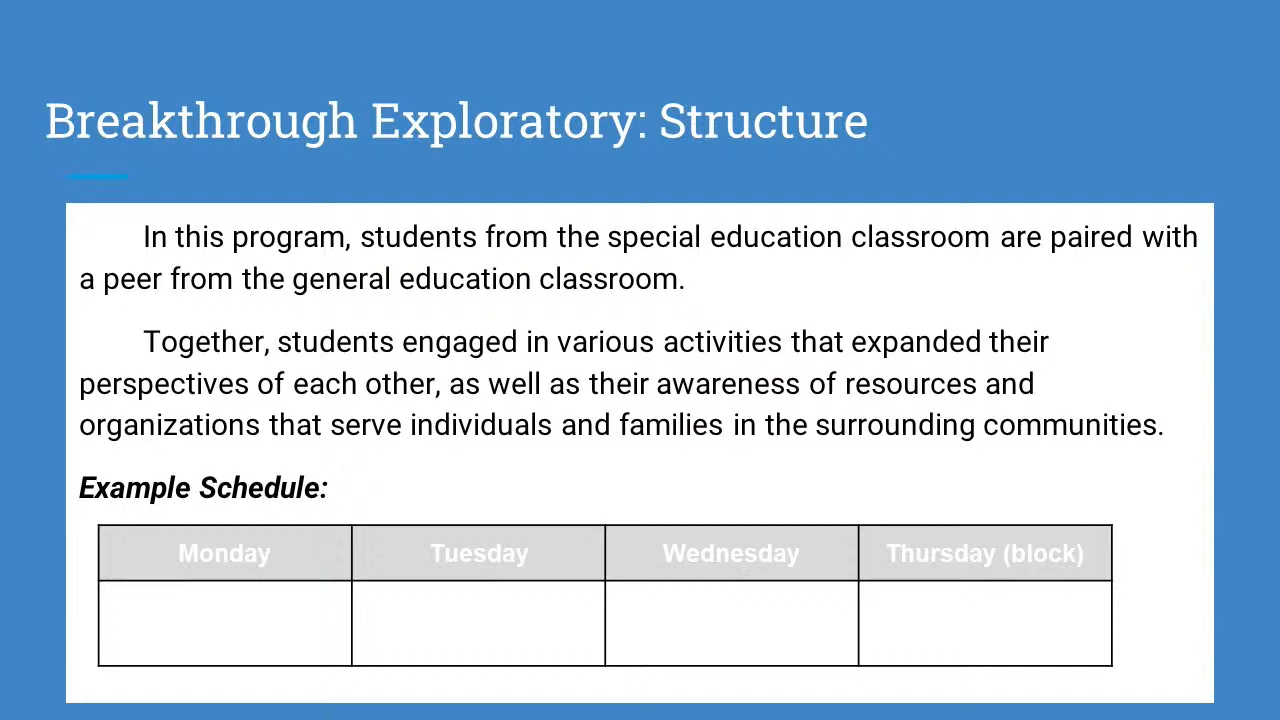 Breakthrough Exploratory: Structure
In this program, students from the special education classroom are paired with
a peer from the general education classroom.
Together, students engaged in various activities that expanded their
perspectives of each other, as well as their awareness of resources and
organizations that serve individuals and families in the surrounding communities.
Example Schedule:
Monday Tuesday Wednesday Thursday (block)